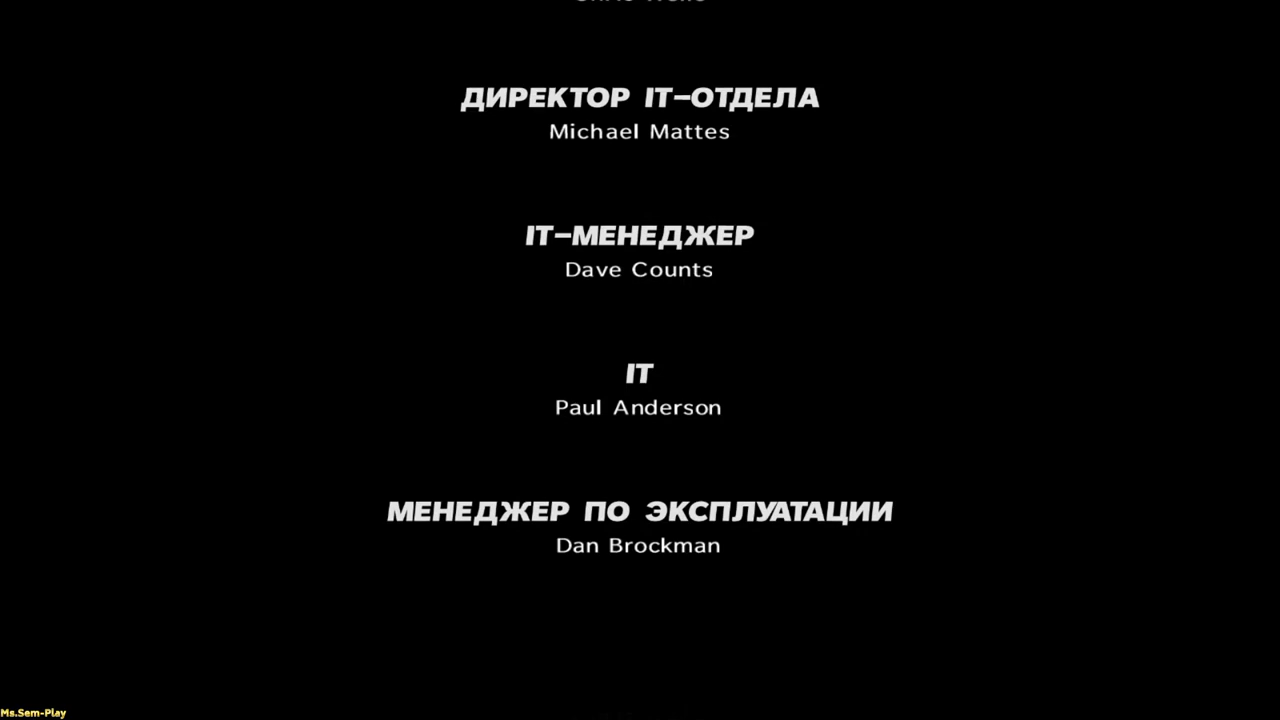 ДИРЕКТОР IT-ОТДЕЛА
Michael Mattes
IT-МЕНЕДЖЕР
Dave Counts
IT
Paul Anderson
МЕНЕДЖЕР ПО ЭКСПЛУАТАЦИИ
Dan Brockman
Ms.Sem-Play